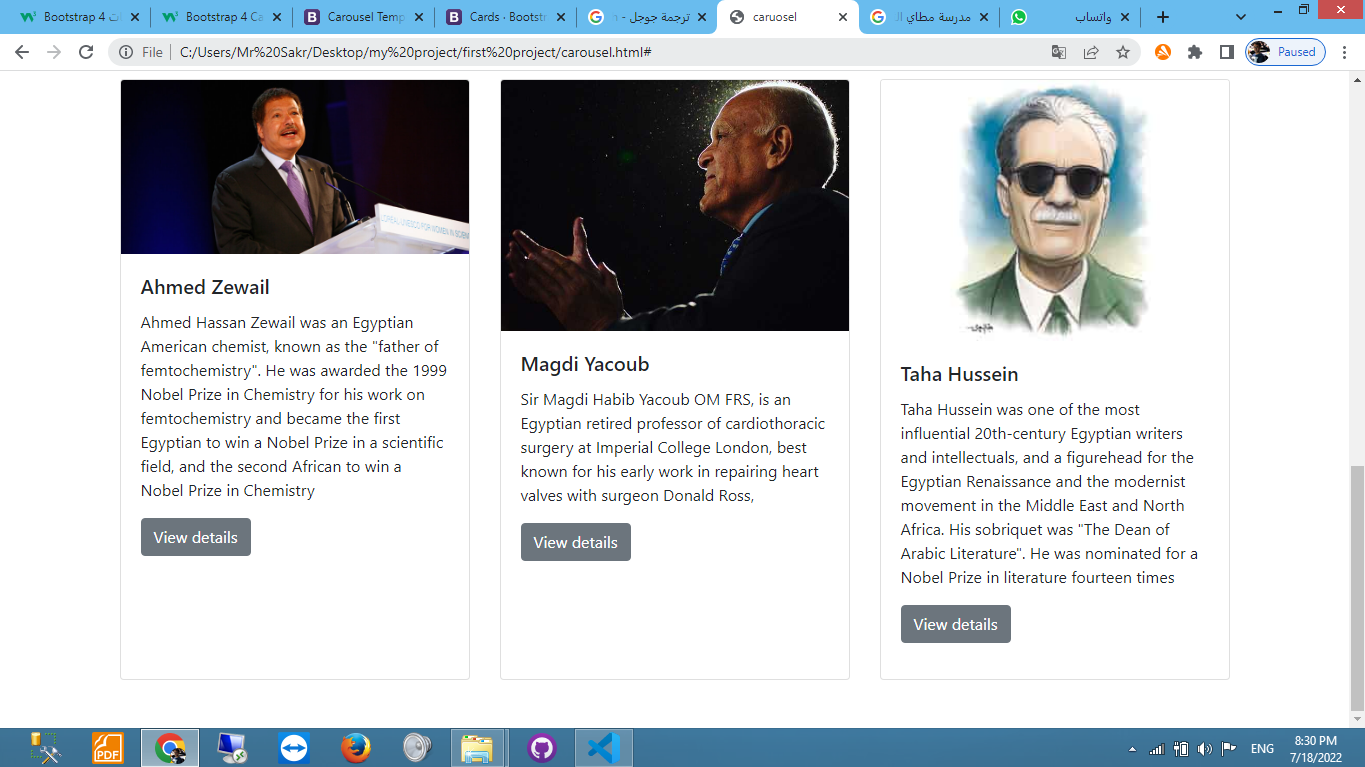 Bootstrap 4 ات
Bootstrap 4 Ca
Carousel Temp
Cards · Bootst
ترجمة جوجل - n
caruosel
مدرسة مطاي ال
واتساب
File
C:/Users/Mr%20Sakr/Desktop/my%20project/first%20project/carousel.html#
Paused
Ahmed Zewail
Ahmed Hassan Zewail was an Egyptian
American chemist, known as the "father of
femtochemistry". He was awarded the 1999
Nobel Prize in Chemistry for his work on
femtochemistry and became the first
Egyptian to win a Nobel Prize in a scientific
field, and the second African to win a
Nobel Prize in Chemistry
View details
Magdi Yacoub
Sir Magdi Habib Yacoub OM FRS, is an
Egyptian retired professor of cardiothoracic
surgery at Imperial College London, best
known for his early work in repairing heart
valves with surgeon Donald Ross,
View details
Taha Hussein
Taha Hussein was one of the most
influential 20th-century Egyptian writers
and intellectuals, and a figurehead for the
Egyptian Renaissance and the modernist
movement in the Middle East and North
Africa. His sobriquet was "The Dean of
Arabic Literature". He was nominated for a
Nobel Prize in literature fourteen times
View details
PDF
ENG
8:30 PM
7/18/2022